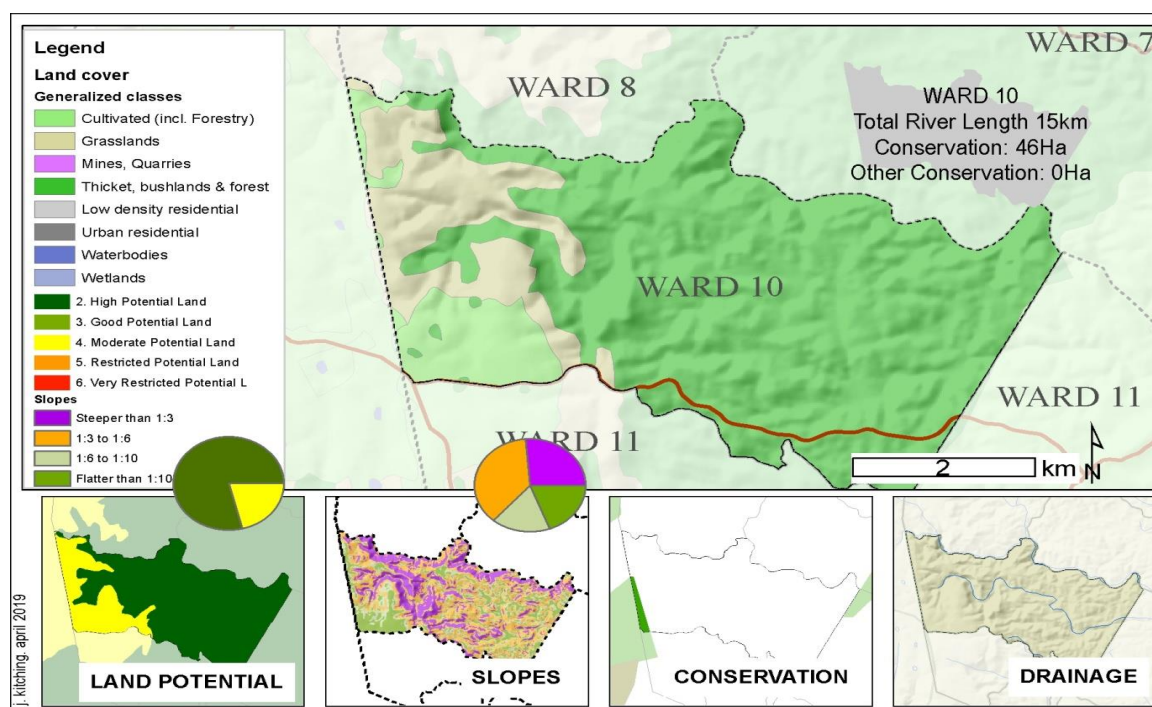 Legend
Land cover
Generalized classes
Cultivated (incl. Forestry)
Grasslands
Mines, Quarries
Thicket, bushlands & forest
Low density residential
Urban residential
Waterbodies
Wetlands
2. High Potential Land
3. Good Potential Land
4. Moderate Potential Land
5. Restricted Potential Land
6. Very Restricted Potential L
Slopes
Steeper than 1:3
1:3 to 1:6
1:6 to 1:10
Flatter than 1:10
WARD 8
WARD 7
WARD 10
Total River Length 15km
Conservation: 46Ha
Other Conservation: 0Ha
WARD 10
WARD 11
WARD 11
2 km
N
j. kitching. april 2019
LAND POTENTIAL
SLOPES
CONSERVATION
DRAINAGE